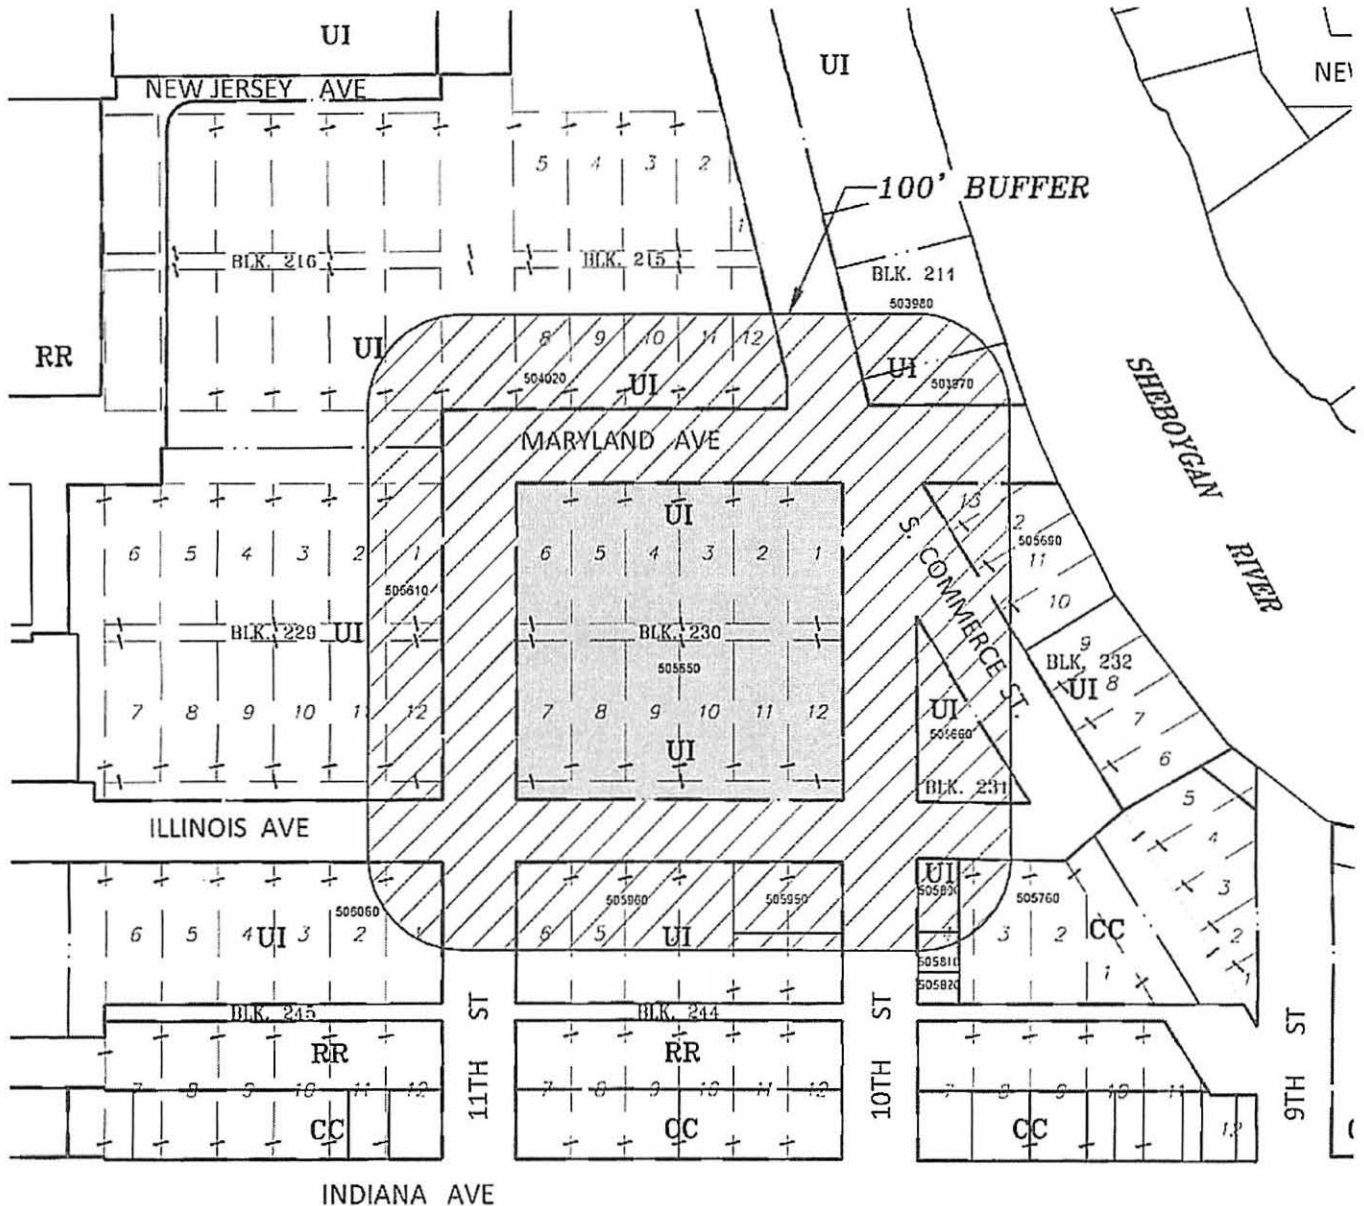 UI
UI
NEW JERSEY AVE
5 4 3 2
1
100' BUFFER
BLK. 216
BLK. 215
BLK. 211
503980
RR
UI
8 9 10 11 12
504020
UI
UI
503970
SHEBOYGAN RIVER
MARYLAND AVE
6 5 4 3 2 1
505610
BLK. 229
UI
7 8 9 10 11 12
UI
6 5 4 3 2 1
BLK. 230
505550
7 8 9 10 11 12
UI
13
2
505690
11
10
S. COMMERCE ST.
9
BLK. 232
UI
8
7
6
UI
505660
BLK. 231
5
4
3
2
1
ILLINOIS AVE
6 5 4 3 2 1
UI
506060
505960
505950
6 5
UI
UI
505800
505760
4 3 2
CC
1
505810
505820
BLK. 245
11TH ST
BLK. 244
10TH ST
9TH ST
RR
RR
7 8 9 10 11 12
7 8 9 10 11 12
7 8 9 10 11
12
CC
CC
CC
INDIANA AVE